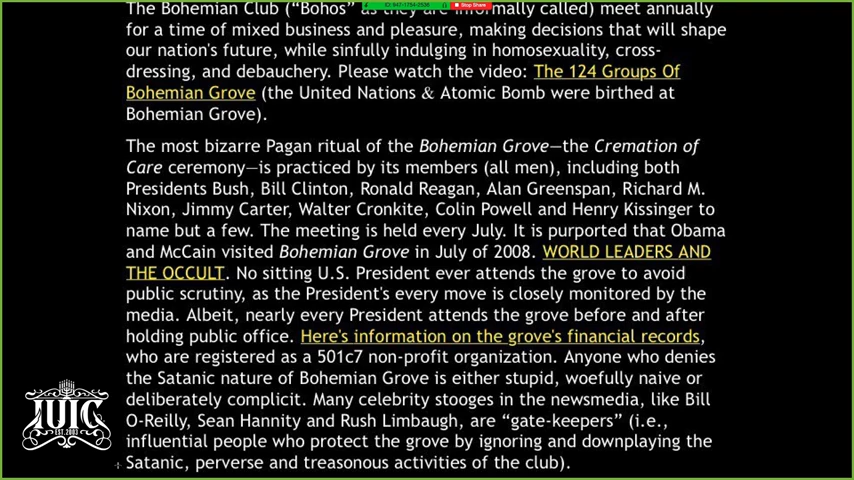 ID: 947-1754-2536 Stop Share
The Bohemian Club (“Bohos” as they are informally called) meet annually
for a time of mixed business and pleasure, making decisions that will shape
our nation's future, while sinfully indulging in homosexuality, cross-
dressing, and debauchery. Please watch the video: The 124 Groups Of
Bohemian Grove (the United Nations & Atomic Bomb were birthed at
Bohemian Grove).
The most bizarre Pagan ritual of the Bohemian Grove—the Cremation of
Care ceremony—is practiced by its members (all men), including both
Presidents Bush, Bill Clinton, Ronald Reagan, Alan Greenspan, Richard M.
Nixon, Jimmy Carter, Walter Cronkite, Colin Powell and Henry Kissinger to
name but a few. The meeting is held every July. It is purported that Obama
and McCain visited Bohemian Grove in July of 2008. WORLD LEADERS AND
THE OCCULT. No sitting U.S. President ever attends the grove to avoid
public scrutiny, as the President's every move is closely monitored by the
media. Albeit, nearly every President attends the grove before and after
holding public office. Here's information on the grove's financial records,
who are registered as a 501c7 non-profit organization. Anyone who denies
the Satanic nature of Bohemian Grove is either stupid, woefully naive or
deliberately complicit. Many celebrity stooges in the newsmedia, like Bill
O-Reilly, Sean Hannity and Rush Limbaugh, are “gate-keepers” (i.e.,
influential people who protect the grove by ignoring and downplaying the
Satanic, perverse and treasonous activities of the club).
IUIC
EST.2003